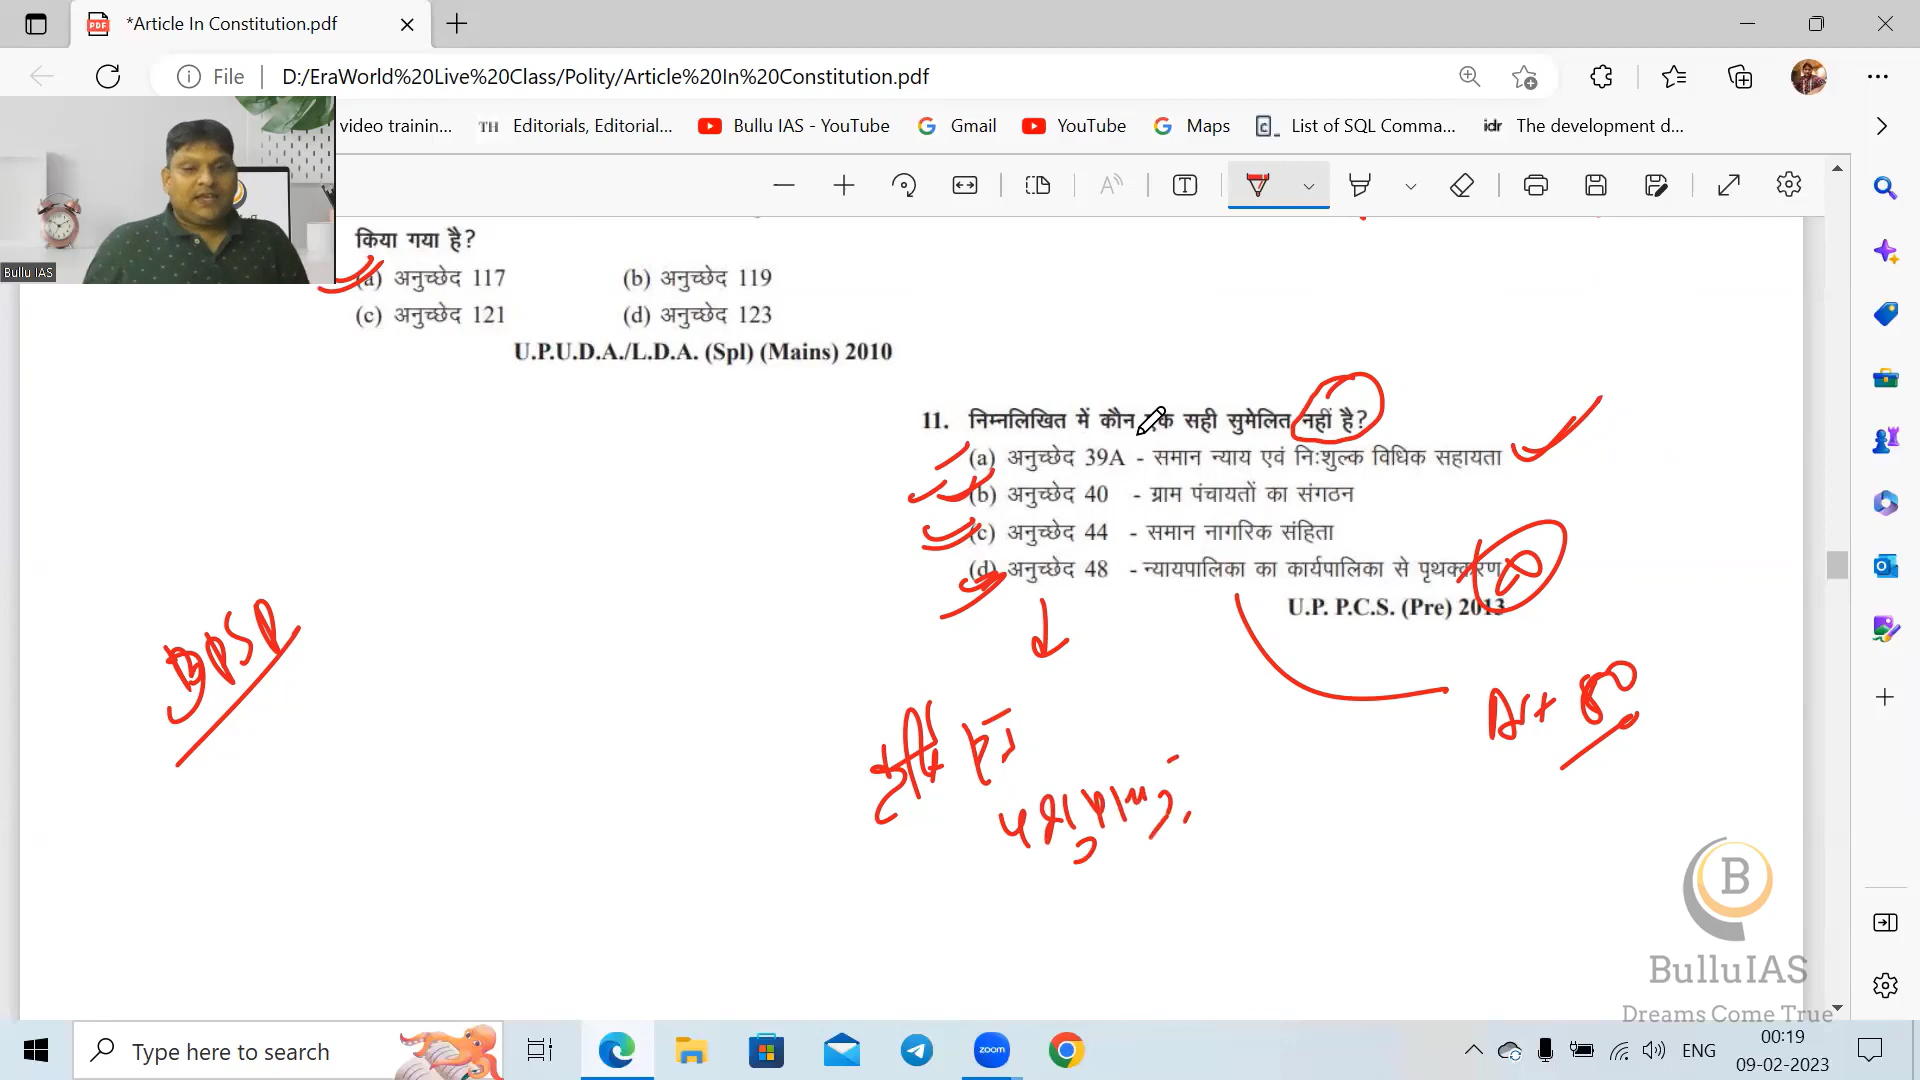 *Article In Constitution.pdf
File
D:/EraWorld%20Live%20Class/Polity/Article%20In%20Constitution.pdf
video trainin...
TH Editorials, Editorial...
Bullu IAS - YouTube
Gmail
YouTube
Maps
List of SQL Comma...
idr The development d...
Bullu IAS
किया गया है?
(a) अनुच्छेद 117 (b) अनुच्छेद 119
(c) अनुच्छेद 121 (d) अनुच्छेद 123
U.P.U.D.A./L.D.A. (Spl) (Mains) 2010
11. निम्नलिखित में कौन एक सही सुमेलित नहीं है?
(a) अनुच्छेद 39A - समान न्याय एवं निःशुल्क विधिक सहायता
(b) अनुच्छेद 40 - ग्राम पंचायतों का संगठन
(c) अनुच्छेद 44 - समान नागरिक संहिता
(d) अनुच्छेद 48 - न्यायपालिका का कार्यपालिका से पृथक्करण
U.P. P.C.S. (Pre) 2013
Art
B
BulluIAS
Dreams Come True
Type here to search
zoom
ENG
00:19
09-02-2023